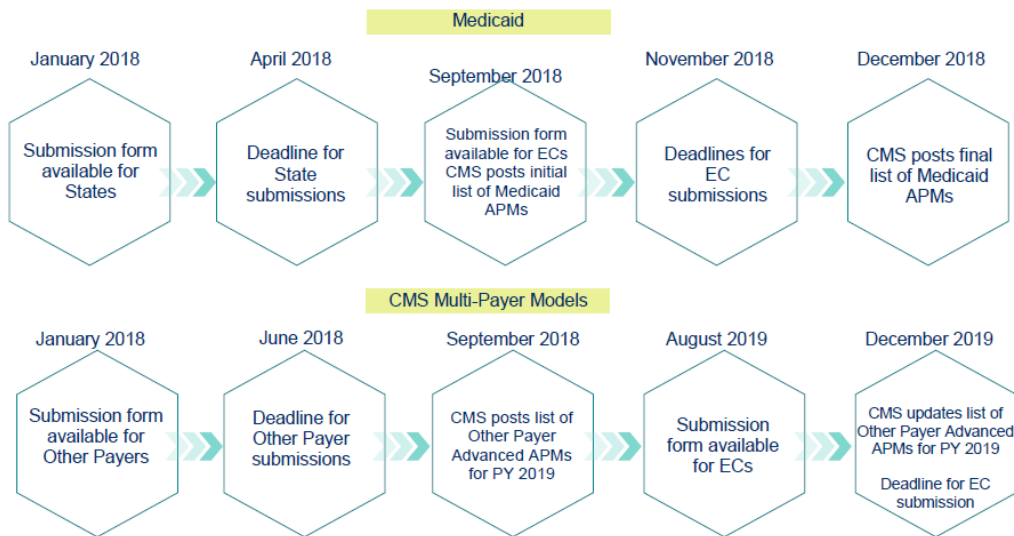 Medicaid
January 2018
Submission form
available for
States
April 2018
Deadline for
State
submissions
September 2018
Submission form
available for ECs
CMS posts initial
list of Medicaid
APMs
November 2018
Deadlines for
EC
submissions
December 2018
CMS posts final
list of Medicaid
APMs
CMS Multi-Payer Models
January 2018
Submission form
available for
Other Payers
June 2018
Deadline for
Other Payer
submissions
September 2018
CMS posts list of
Other Payer
Advanced APMs
for PY 2019
August 2019
Submission
form available
for ECs
December 2019
CMS updates list of
Other Payer Advanced
APMs for PY 2019
Deadline for EC
submission